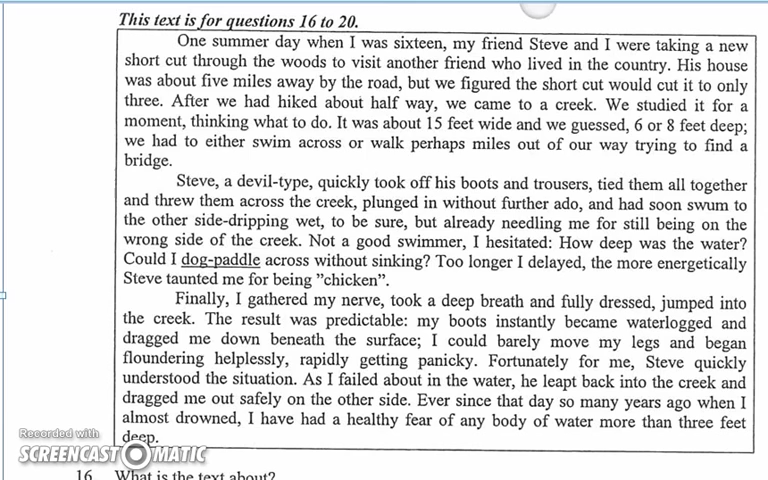 This text is for questions 16 to 20.
One summer day when I was sixteen, my friend Steve and I were taking a new
short cut through the woods to visit another friend who lived in the country. His house
was about five miles away by the road, but we figured the short cut would cut it to only
three. After we had hiked about half way, we came to a creek. We studied it for a
moment, thinking what to do. It was about 15 feet wide and we guessed, 6 or 8 feet deep;
we had to either swim across or walk perhaps miles out of our way trying to find a
bridge.
Steve, a devil-type, quickly took off his boots and trousers, tied them all together
and threw them across the creek, plunged in without further ado, and had soon swum to
the other side-dripping wet, to be sure, but already needling me for still being on the
wrong side of the creek. Not a good swimmer, I hesitated: How deep was the water?
Could I dog-paddle across without sinking? Too longer I delayed, the more energetically
Steve taunted me for being ”chicken”.
Finally, I gathered my nerve, took a deep breath and fully dressed, jumped into
the creek. The result was predictable: my boots instantly became waterlogged and
dragged me down beneath the surface; I could barely move my legs and began
floundering helplessly, rapidly getting panicky. Fortunately for me, Steve quickly
understood the situation. As I failed about in the water, he leapt back into the creek and
dragged me out safely on the other side. Ever since that day so many years ago when I
almost drowned, I have had a healthy fear of any body of water more than three feet
deep.
Recorded with
SCREENCAST-O-MATIC
16 What is the text about?